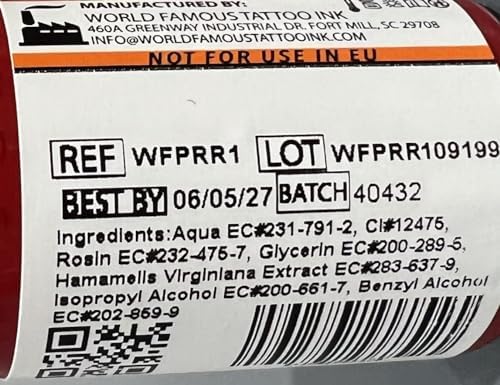 MANUFACTURED BY:
WORLD FAMOUS TATTOO INK
460A GREENWAY INDUSTRIAL DR. FORT MILL, SC 29708
INFO@WORLDFAMOUSTATTOOINK.COM
NOT FOR USE IN EU
REF WFPRR1 LOT WFPRR109199
BEST BY 06/05/27 BATCH 40432
Ingredients:Aqua EC#231-791-2, CI#12475,
Rosin EC#232-475-7, Glycerin EC#200-289-5,
Hamamelis Virginiana Extract EC#283-637-9,
Isopropyl Alcohol EC#200-661-7, Benzyl Alcohol
EC#202-859-9